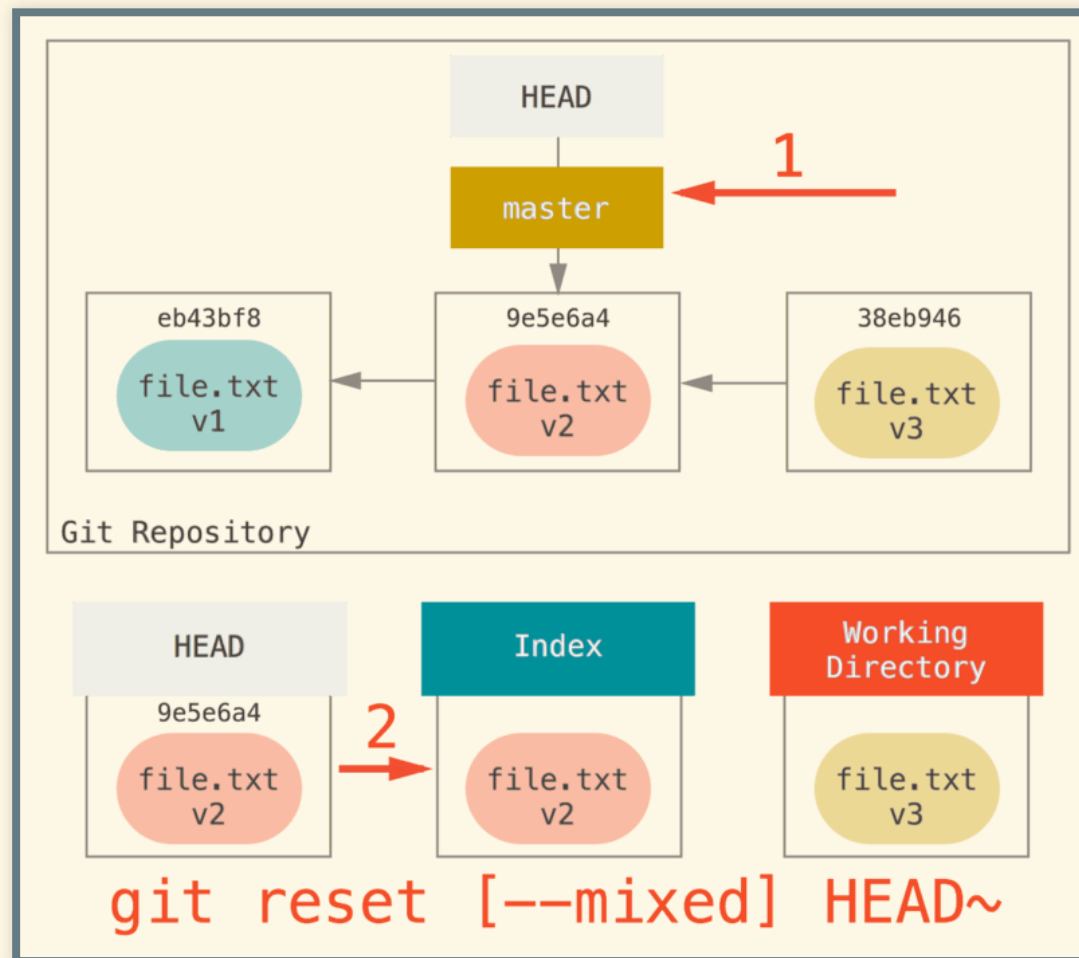 HEAD
1
master
eb43bf8
file.txt
v1
9e5e6a4
file.txt
v2
38eb946
file.txt
v3
Git Repository
HEAD
9e5e6a4
file.txt
v2
2
Index
file.txt
v2
Working
Directory
file.txt
v3
git reset [--mixed] HEAD~